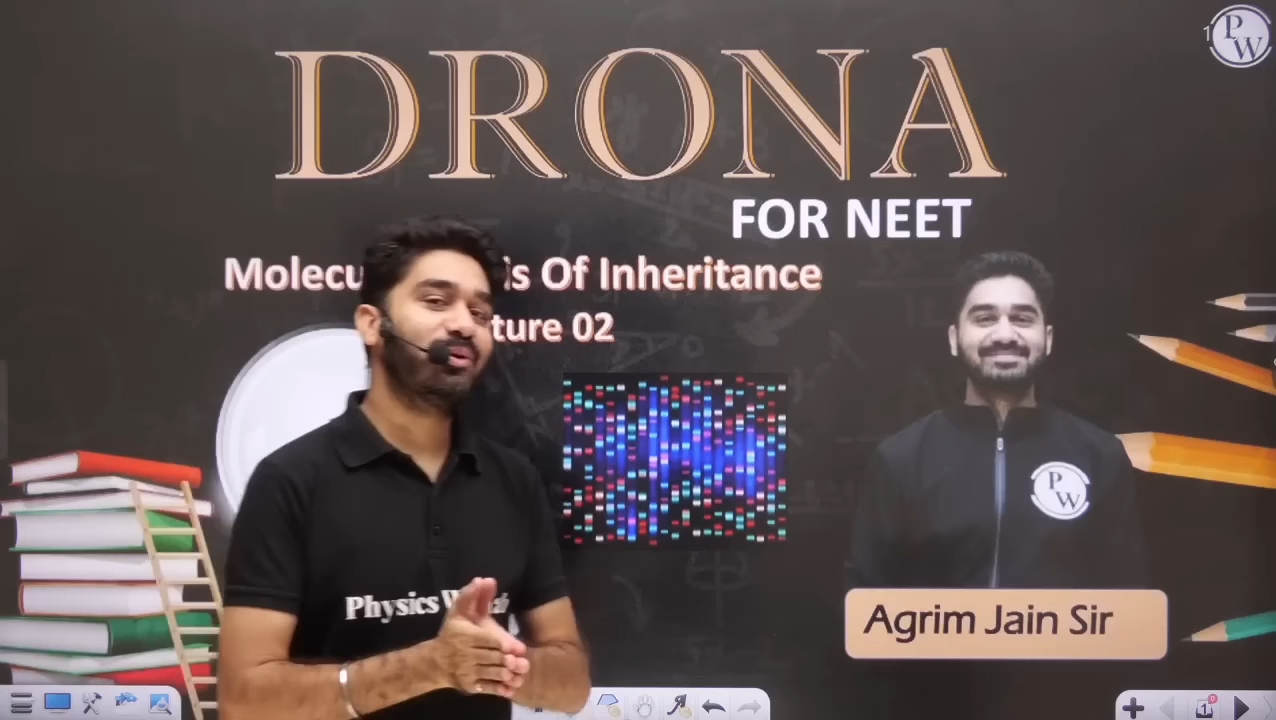 DRONA
PW
FOR NEET
Molecu is Of Inheritance
ture 02
PW
Physics W
Agrim Jain Sir